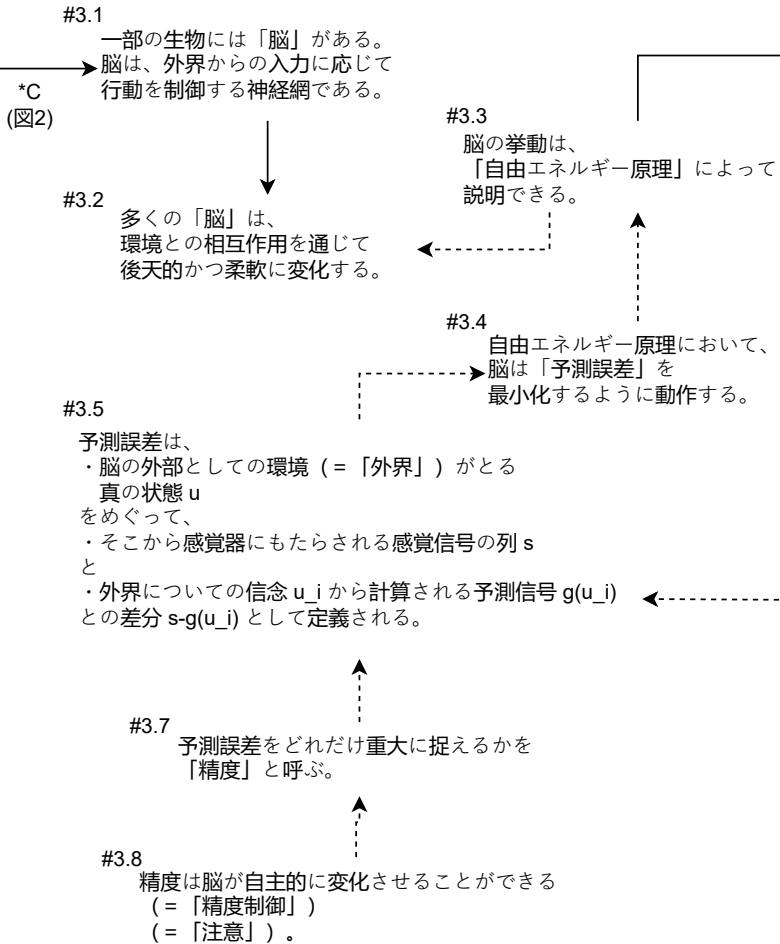 #3.1
一部の生物には「脳」がある。
脳は、外界からの入力に応じて
行動を制御する神経網である。
*C
(図2)
#3.2
多くの「脳」は、
環境との相互作用を通じて
後天的かつ柔軟に変化する。
#3.3
脳の挙動は、
「自由エネルギー原理」によって
説明できる。
#3.4
自由エネルギー原理において、
脳は「予測誤差」を
最小化するように動作する。
#3.5
予測誤差は、
・脳の外部としての環境 (=「外界」) がとる
真の状態 u
をめぐって、
・そこから感覚器にもたらされる感覚信号の列 s
と
・外界についての信念 u_i から計算される予測信号 g(u_i)
との差分 s-g(u_i) として定義される。
#3.7
予測誤差をどれだけ重大に捉えるかを
「精度」と呼ぶ。
#3.8
精度は脳が自主的に変化させることができる
(=「精度制御」)
(=「注意」) 。